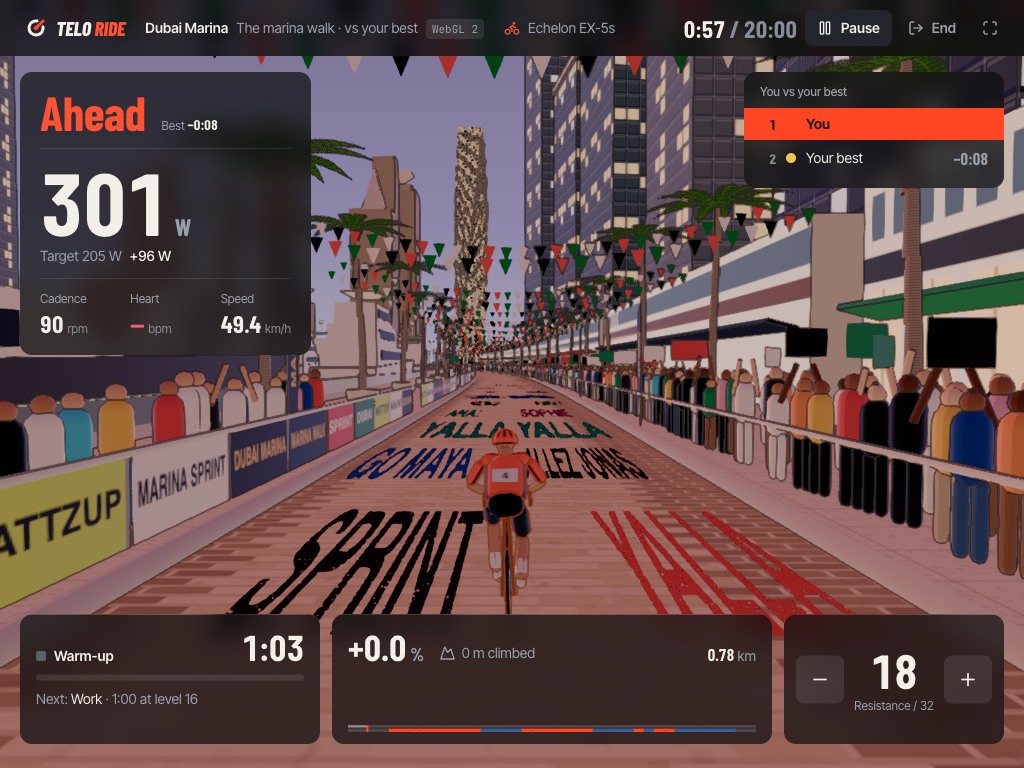 TELO RIDE Dubai Marina The marina walk · vs your best WebGL 2 Echelon EX-5s 0:57 / 20:00 Pause End
Ahead Best −0:08
301 W
Target 205 W +96 W
Cadence Heart Speed
90 rpm — bpm 49.4 km/h
You vs your best
1 You
2 Your best −0:08
SOPHIE
YALLA YALLA
GO MAYA ALLEZ JONAS
4
ATTZUP MARINA SPRINT DUBAI MARINA MARINA WALK SPRINT DUBAI
SPRINT YALLA
Warm-up 1:03
Next: Work · 1:00 at level 16
+0.0 % 0 m climbed 0.78 km
− 18 +
Resistance / 32